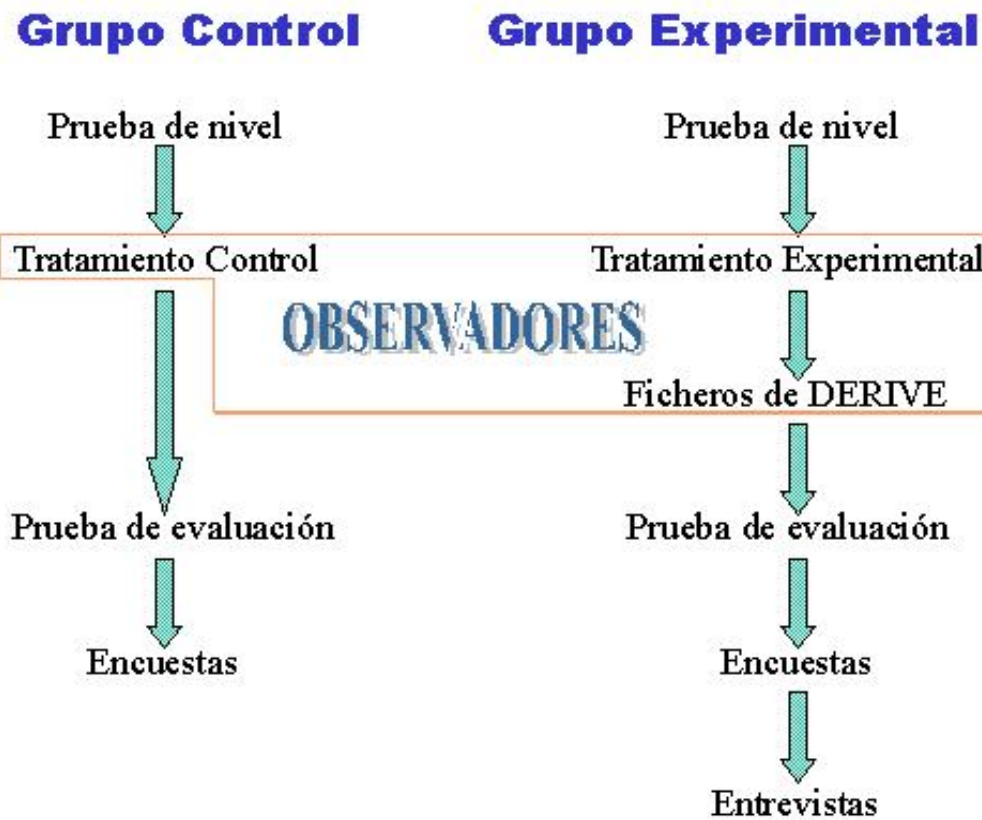 Grupo Control
Grupo Experimental
Prueba de nivel
Prueba de nivel
Tratamiento Control
Tratamiento Experimental
OBSERVADORES
Ficheros de DERIVE
Prueba de evaluación
Prueba de evaluación
Encuestas
Encuestas
Entrevistas